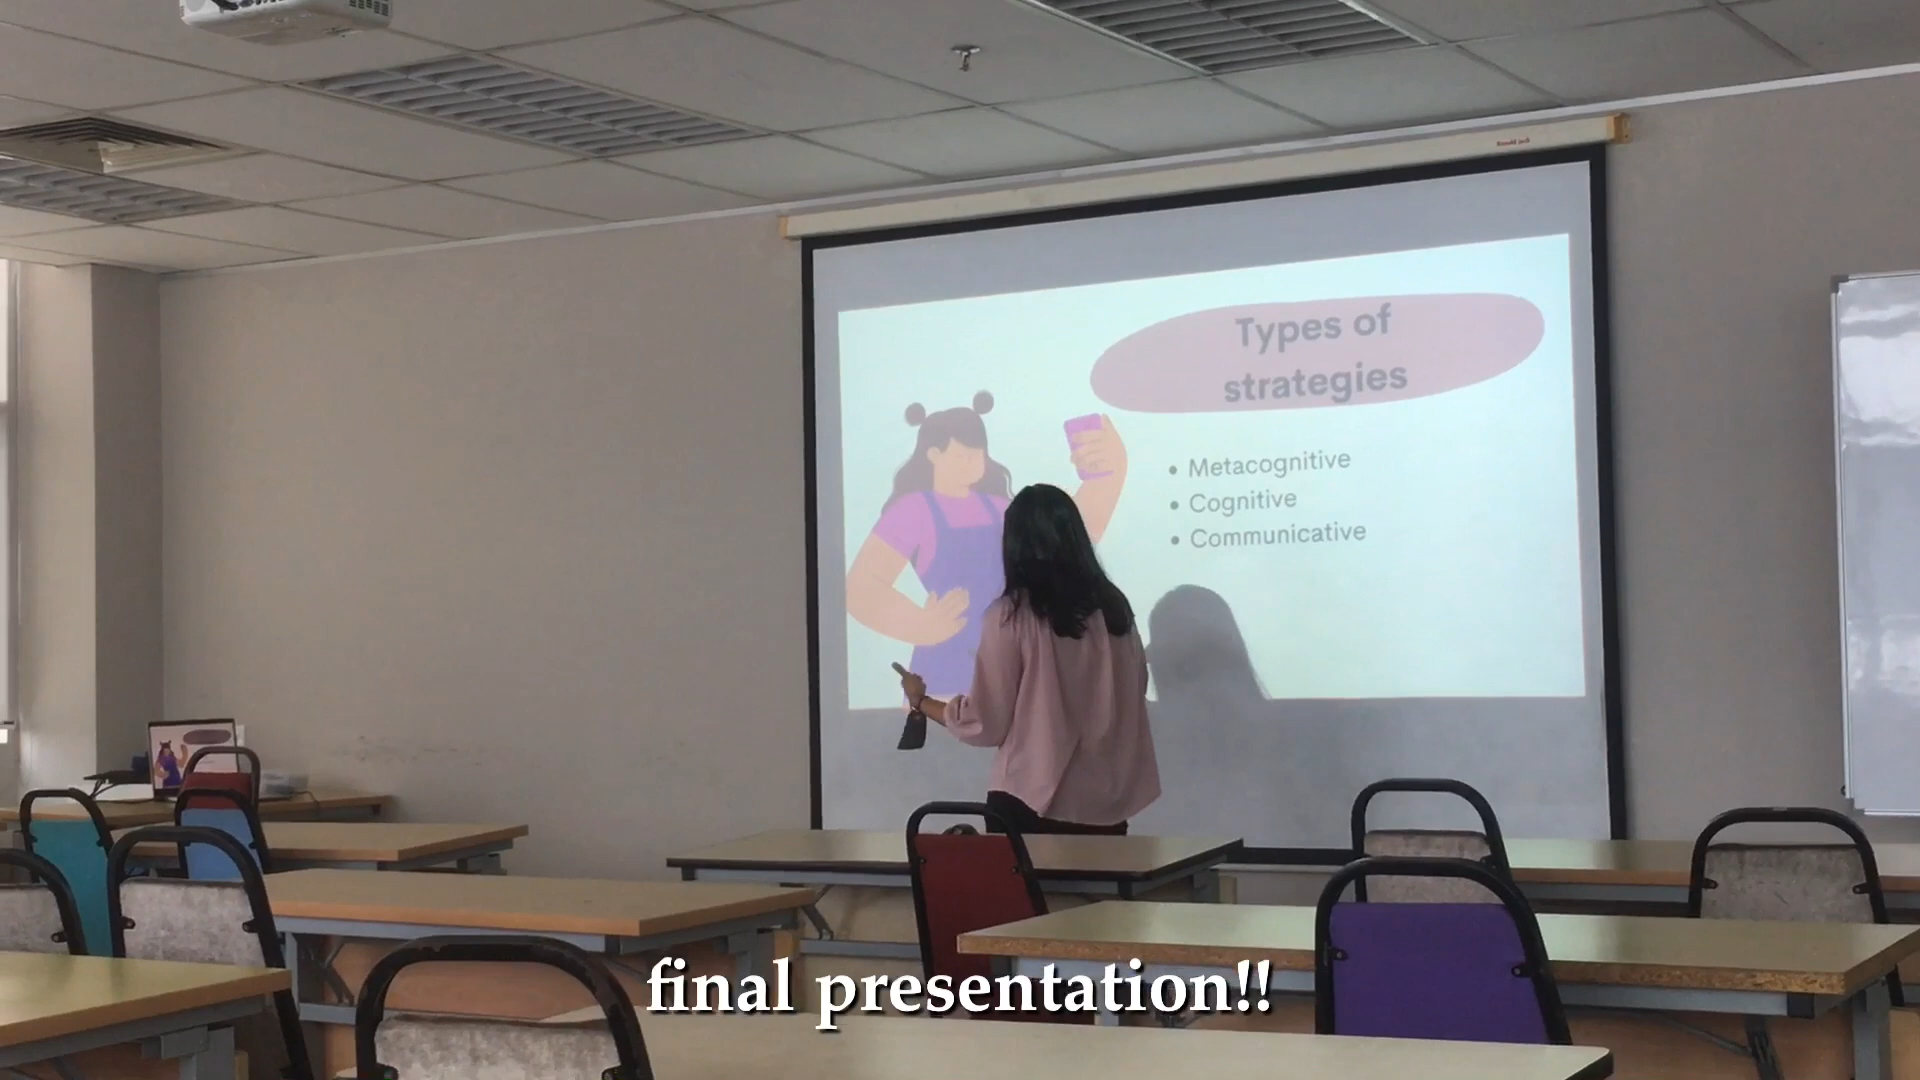 Types of
strategies
• Metacognitive
• Cognitive
• Communicative
final presentation!!